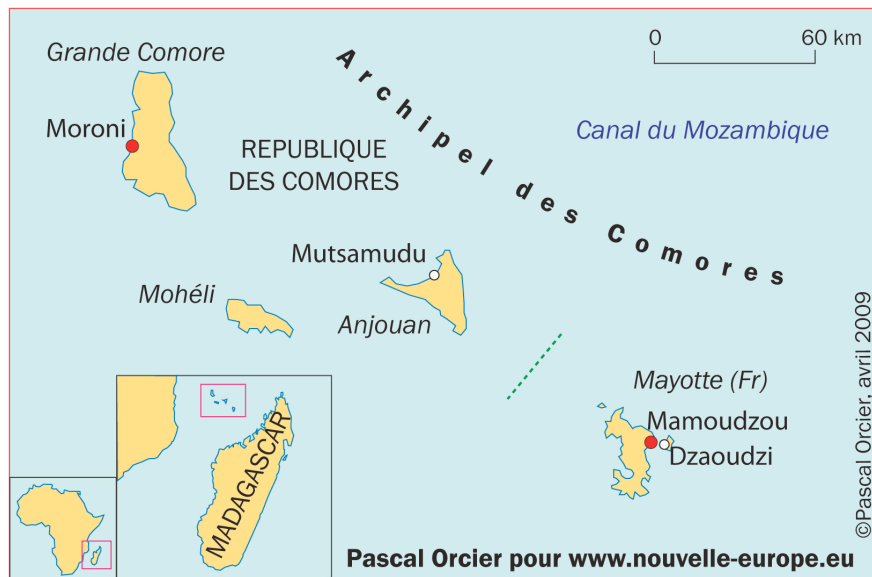 Grande Comore
Moroni
REPUBLIQUE
DES COMORES
Archipel des Comores
0 60 km
Canal du Mozambique
Mutsamudu
Mohéli
Anjouan
Mayotte (Fr)
Mamoudzou
Dzaoudzi
MADAGASCAR
©Pascal Orcier, avril 2009
Pascal Orcier pour www.nouvelle-europe.eu